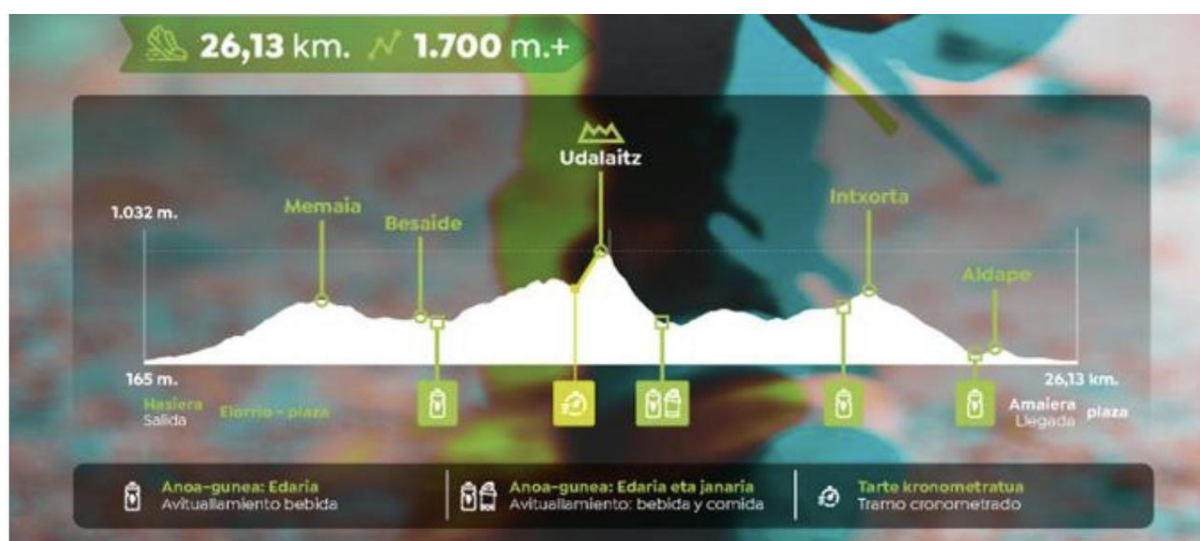 26,13 km. 1.700 m.+
Udalaitz
Memaia
Intxorta
1.032 m.
Besaide
Aldape
165 m.
26,13 km.
Hasiera
Salida
Elorrio - plaza
Amaiera
Llegada
plaza
Anoa-gunea: Edaria
Avituallamiento bebida
Anoa-gunea: Edaria eta janaria
Avituallamiento: bebida y comida
Tarte kronometratua
Tramo cronometrado